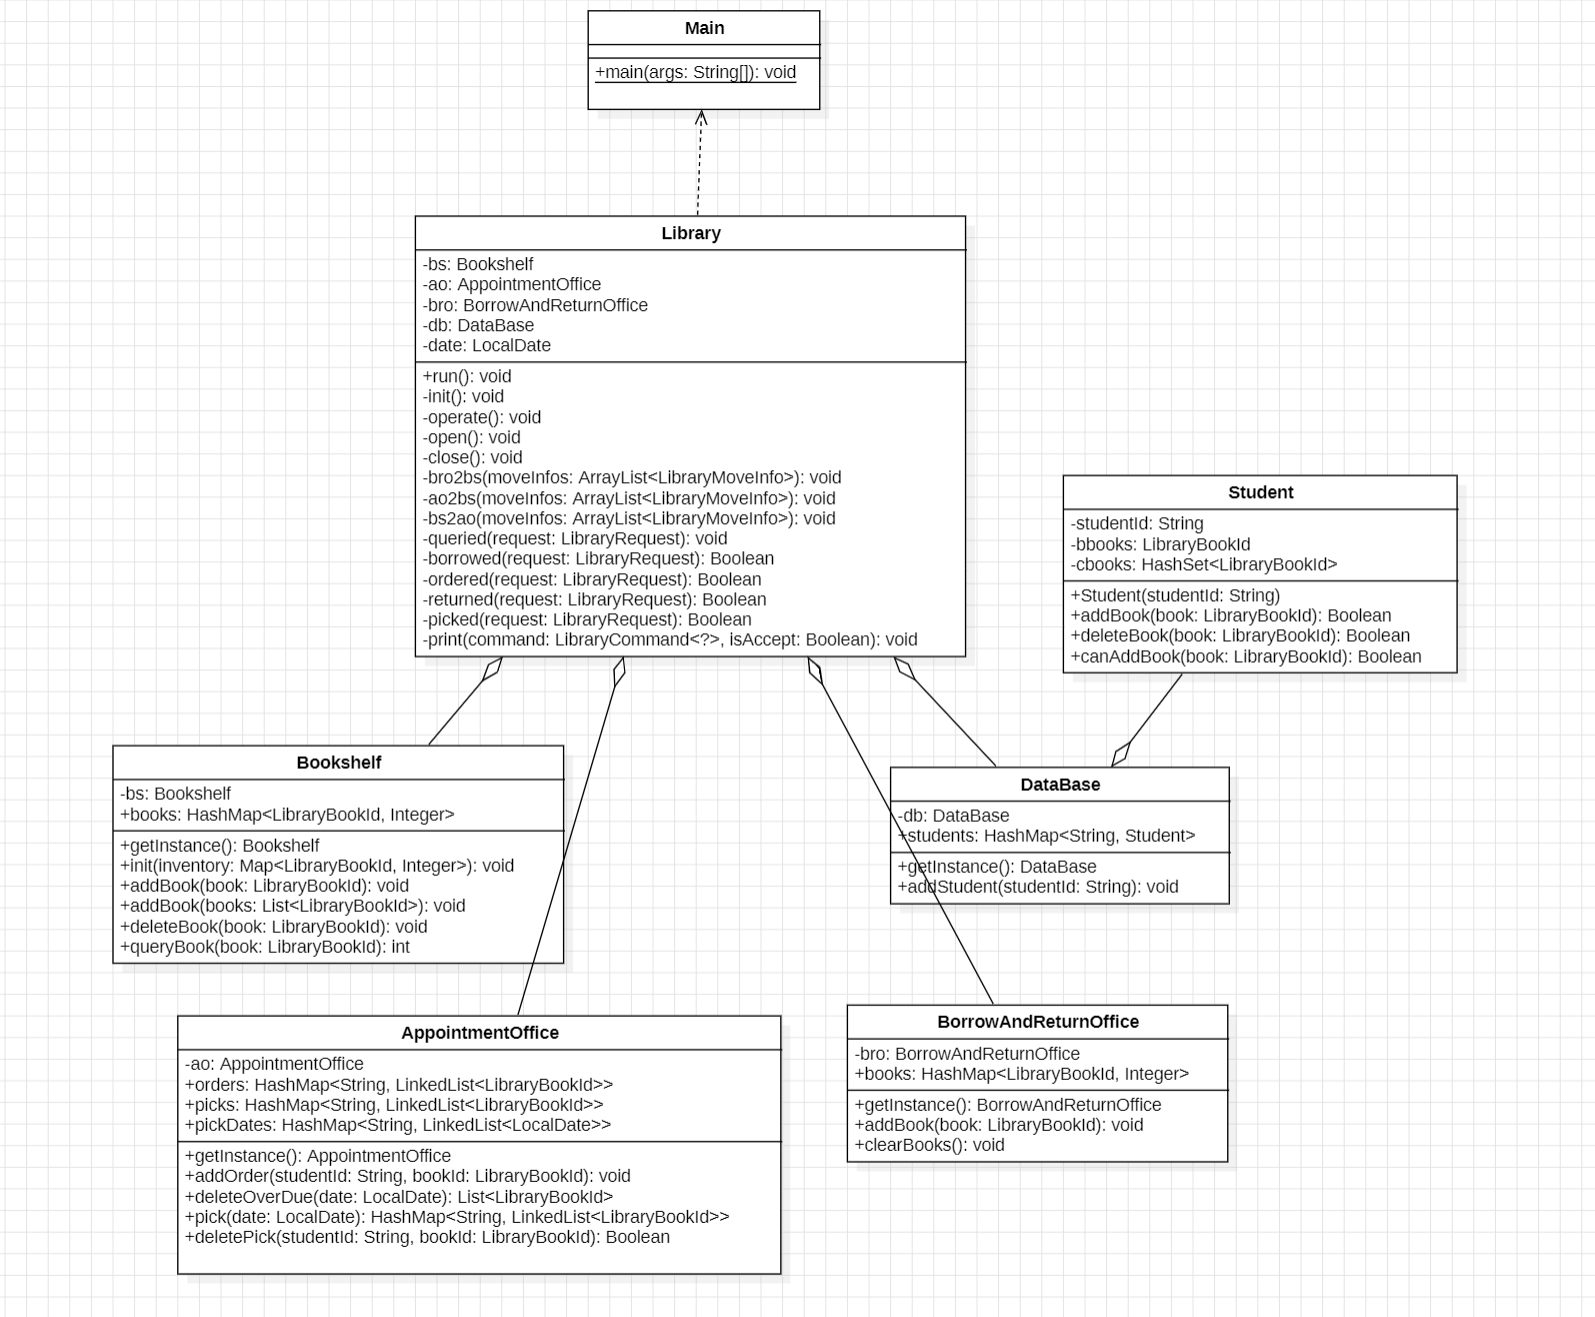 Main
+main(args: String[]): void
Library
-bs: Bookshelf
-ao: AppointmentOffice
-bro: BorrowAndReturnOffice
-db: DataBase
-date: LocalDate
+run(): void
-init(): void
-operate(): void
-open(): void
-close(): void
-bro2bs(moveInfos: ArrayList<LibraryMoveInfo>): void
-ao2bs(moveInfos: ArrayList<LibraryMoveInfo>): void
-bs2ao(moveInfos: ArrayList<LibraryMoveInfo>): void
-queried(request: LibraryRequest): void
-borrowed(request: LibraryRequest): Boolean
-ordered(request: LibraryRequest): Boolean
-returned(request: LibraryRequest): Boolean
-picked(request: LibraryRequest): Boolean
-print(command: LibraryCommand<?>, isAccept: Boolean): void
Student
-studentId: String
-bbooks: LibraryBookId
-cbooks: HashSet<LibraryBookId>
+Student(studentId: String)
+addBook(book: LibraryBookId): Boolean
+deleteBook(book: LibraryBookId): Boolean
+canAddBook(book: LibraryBookId): Boolean
Bookshelf
-bs: Bookshelf
+books: HashMap<LibraryBookId, Integer>
+getInstance(): Bookshelf
+init(inventory: Map<LibraryBookId, Integer>): void
+addBook(book: LibraryBookId): void
+addBook(books: List<LibraryBookId>): void
+deleteBook(book: LibraryBookId): void
+queryBook(book: LibraryBookId): int
DataBase
-db: DataBase
+students: HashMap<String, Student>
+getInstance(): DataBase
+addStudent(studentId: String): void
AppointmentOffice
-ao: AppointmentOffice
+orders: HashMap<String, LinkedList<LibraryBookId>>
+picks: HashMap<String, LinkedList<LibraryBookId>>
+pickDates: HashMap<String, LinkedList<LocalDate>>
+getInstance(): AppointmentOffice
+addOrder(studentId: String, bookId: LibraryBookId): void
+deleteOverDue(date: LocalDate): List<LibraryBookId>
+pick(date: LocalDate): HashMap<String, LinkedList<LibraryBookId>>
+deletePick(studentId: String, bookId: LibraryBookId): Boolean
BorrowAndReturnOffice
-bro: BorrowAndReturnOffice
+books: HashMap<LibraryBookId, Integer>
+getInstance(): BorrowAndReturnOffice
+addBook(book: LibraryBookId): void
+clearBooks(): void